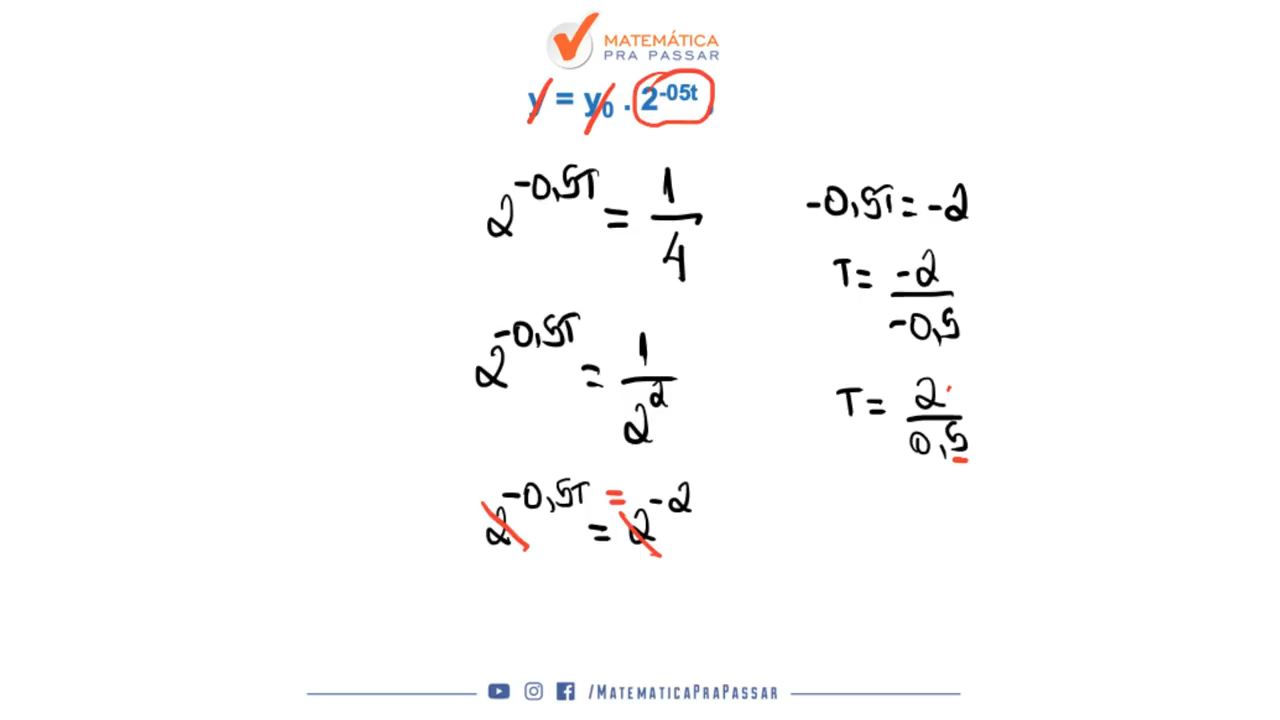 MATEMÁTICA
PRA PASSAR
y = y₀ . 2^-05t ,
2^-0,5T = 1/4
2^-0,5T = 1/2^2
2^-0,5T = 2^-2
=
-0,5T = -2
T = -2/-0,5
T = 2/0,5
/MATEMATICAPRAPASSAR